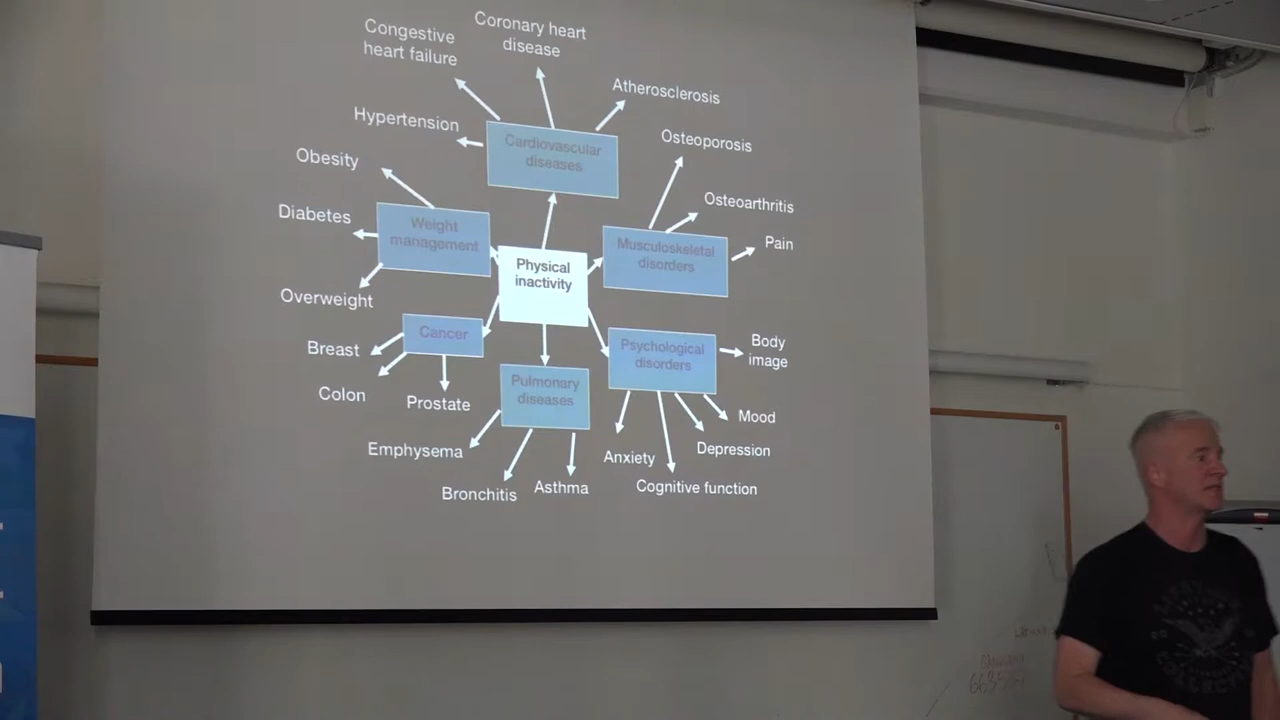 Coronary heart
disease
Congestive
heart failure
Atherosclerosis
Hypertension
Cardiovascular
diseases
Osteoporosis
Obesity
Osteoarthritis
Diabetes
Weight
management
Musculoskeletal
disorders
Pain
Physical
inactivity
Overweight
Cancer
Breast
Psychological
disorders
Body
image
Colon
Prostate
Pulmonary
diseases
Mood
Emphysema
Anxiety
Depression
Bronchitis
Asthma
Cognitive function